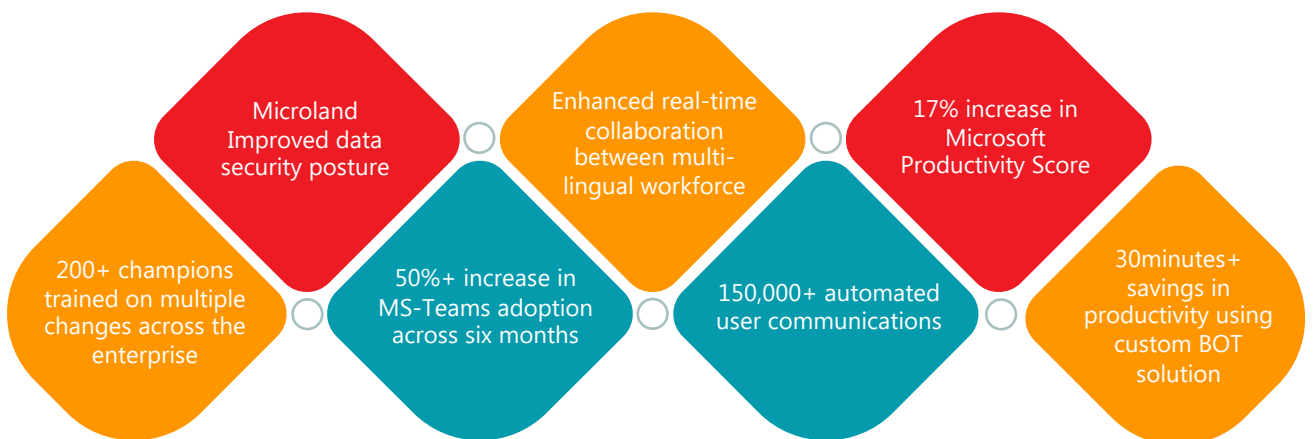 200+ champions
trained on multiple
changes across the
enterprise
Microland
Improved data
security posture
50%+ increase in
MS-Teams adoption
across six months
Enhanced real-time
collaboration
between multi-
lingual workforce
150,000+ automated
user communications
17% increase in
Microsoft
Productivity Score
30minutes+
savings in
productivity using
custom BOT
solution